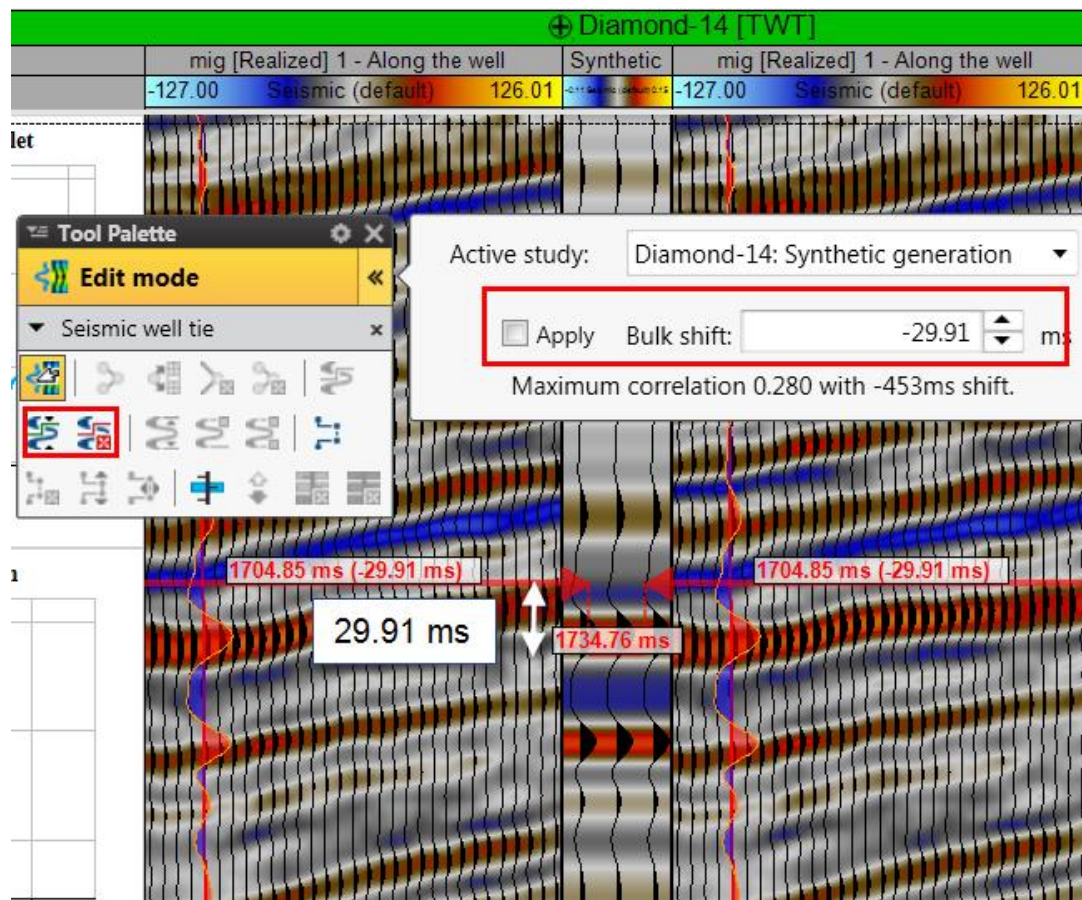 Diamond-14 [TWT]
mig [Realized] 1 - Along the well
Synthetic
mig [Realized] 1 - Along the well
-127.00 Seismic (default) 126.01
-127.00 Seismic (default) 126.01
let
Tool Palette
Edit mode
Seismic well tie
Active study: Diamond-14: Synthetic generation
Apply Bulk shift: -29.91 ms
Maximum correlation 0.280 with -453ms shift.
1704.85 ms (-29.91 ms)
1704.85 ms (-29.91 ms)
29.91 ms
1734.76 ms